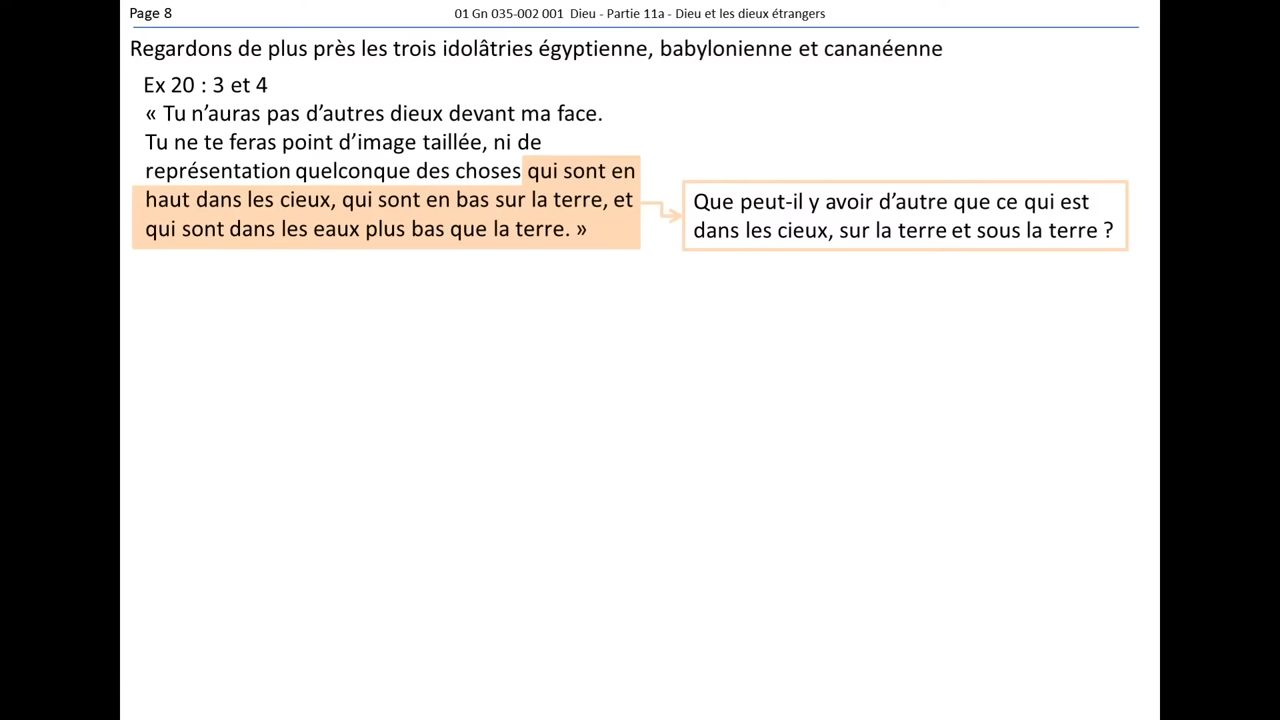 Page 8
01 Gn 035-002 001 Dieu - Partie 11a - Dieu et les dieux étrangers
Regardons de plus près les trois idolâtries égyptienne, babylonienne et cananéenne
Ex 20 : 3 et 4
« Tu n’auras pas d’autres dieux devant ma face.
Tu ne te feras point d’image taillée, ni de
représentation quelconque des choses qui sont en
haut dans les cieux, qui sont en bas sur la terre, et
qui sont dans les eaux plus bas que la terre. »
Que peut-il y avoir d’autre que ce qui est
dans les cieux, sur la terre et sous la terre ?